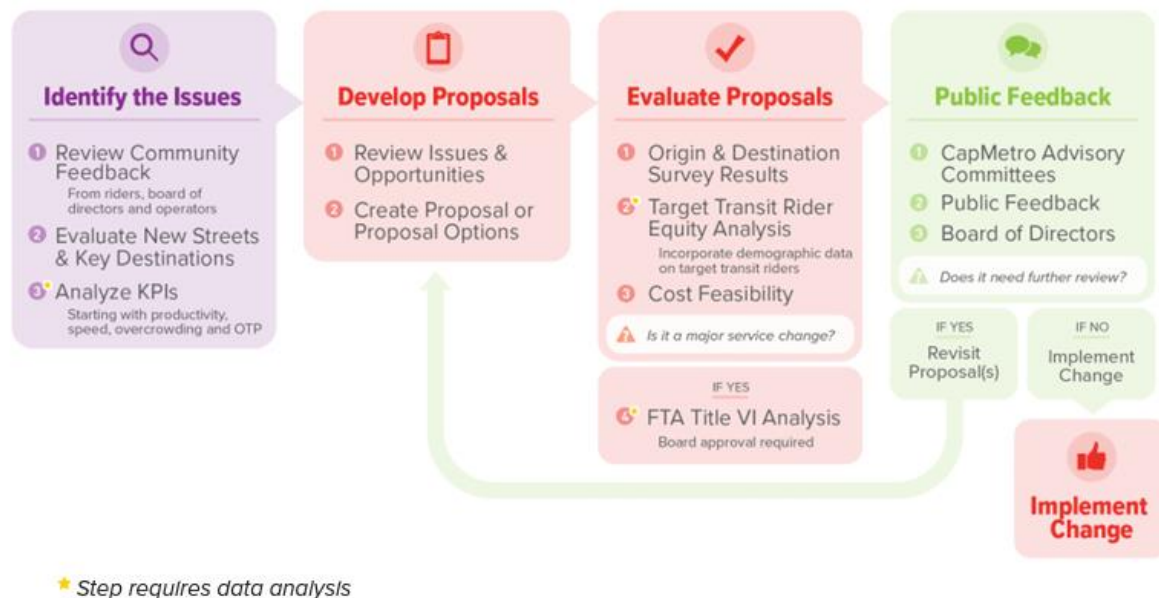 Identify the Issues
1 Review Community
Feedback
From riders, board of
directors and operators
2 Evaluate New Streets
& Key Destinations
3 Analyze KPIs
Starting with productivity,
speed, overcrowding and OTP
Develop Proposals
1 Review Issues &
Opportunities
2 Create Proposal or
Proposal Options
Evaluate Proposals
1 Origin & Destination
Survey Results
2 Target Transit Rider
Equity Analysis
Incorporate demographic data
on target transit riders
3 Cost Feasibility
? Is it a major service change?
IF YES
4 FTA Title VI Analysis
Board approval required
Public Feedback
1 CapMetro Advisory
Committees
2 Public Feedback
3 Board of Directors
? Does it need further review?
IF YES
Revisit
Proposal(s)
IF NO
Implement
Change
Implement
Change
Step requires data analysis